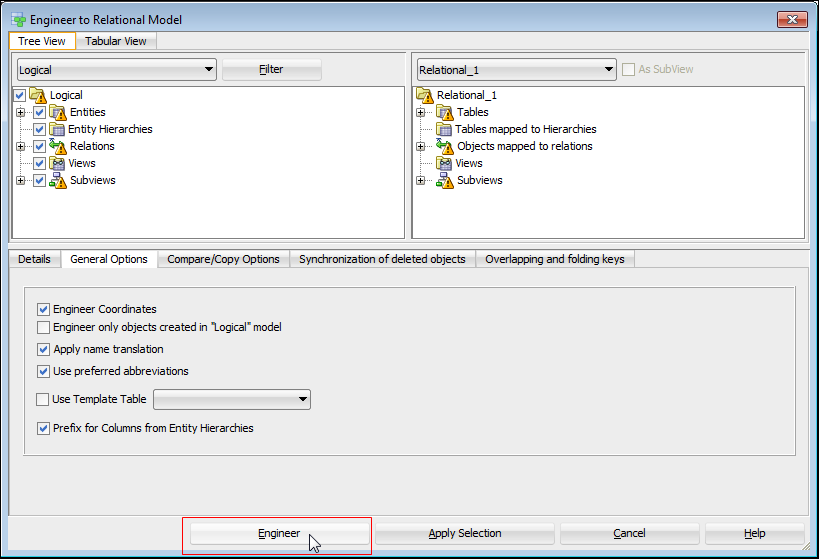 Engineer to Relational Model
Tree View Tabular View
Logical Filter Relational_1 As SubView
Logical Relational_1
Entities Tables
Entity Hierarchies Tables mapped to Hierarchies
Relations Objects mapped to relations
Views Views
Subviews Subviews
Details General Options Compare/Copy Options Synchronization of deleted objects Overlapping and folding keys
Engineer Coordinates
Engineer only objects created in "Logical" model
Apply name translation
Use preferred abbreviations
Use Template Table
Prefix for Columns from Entity Hierarchies
Engineer Apply Selection Cancel Help